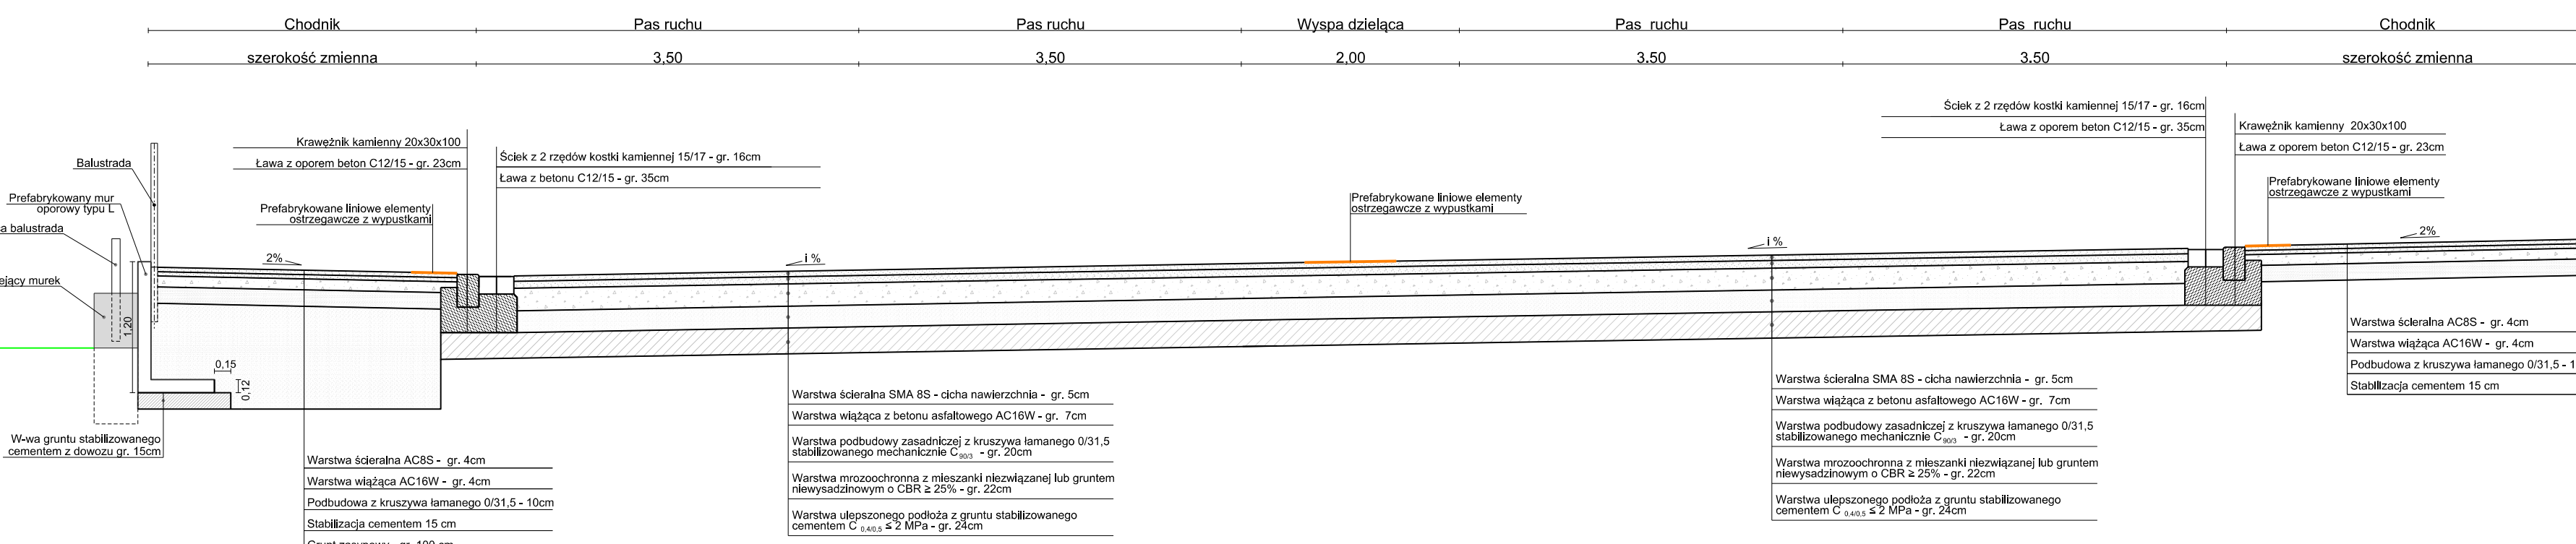 Chodnik
Pas ruchu
Pas ruchu
Wyspa dzieląca
Pas ruchu
Pas ruchu
Chodnik
szerokość zmienna
3,50
3,50
2,00
3.50
3.50
szerokość zmienna
Krawężnik kamienny 20x30x100
Ława z oporem beton C12/15 - gr. 23cm
Ściek z 2 rzędów kostki kamiennej 15/17 - gr. 16cm
Ława z betonu C12/15 - gr. 35cm
Balustrada
Prefabrykowany mur
oporowy typu L
balustrada
murek
Prefabrykowane liniowe elementy
ostrzegawcze z wypustkami
2%
i %
1,20
0,15
0,12
W-wa gruntu stabilizowanego
cementem z dowozu gr. 15cm
Warstwa ścieralna AC8S - gr. 4cm
Warstwa wiążąca AC16W - gr. 4cm
Podbudowa z kruszywa łamanego 0/31,5 - 10cm
Stabilizacja cementem 15 cm
Warstwa ścieralna SMA 8S - cicha nawierzchnia - gr. 5cm
Warstwa wiążąca z betonu asfaltowego AC16W - gr. 7cm
Warstwa podbudowy zasadniczej z kruszywa łamanego 0/31,5
stabilizowanego mechanicznie C90/3 - gr. 20cm
Warstwa mrozoochronna z mieszanki niezwiązanej lub gruntem
niewysadzinowym o CBR ≥ 25% - gr. 22cm
Warstwa ulepszonego podłoża z gruntu stabilizowanego
cementem C 0,4/0,5 ≤ 2 MPa - gr. 24cm
Prefabrykowane liniowe elementy
ostrzegawcze z wypustkami
Ściek z 2 rzędów kostki kamiennej 15/17 - gr. 16cm
Ława z oporem beton C12/15 - gr. 35cm
Krawężnik kamienny 20x30x100
Ława z oporem beton C12/15 - gr. 23cm
Prefabrykowane liniowe elementy
ostrzegawcze z wypustkami
i %
2%
Warstwa ścieralna SMA 8S - cicha nawierzchnia - gr. 5cm
Warstwa wiążąca z betonu asfaltowego AC16W - gr. 7cm
Warstwa podbudowy zasadniczej z kruszywa łamanego 0/31,5
stabilizowanego mechanicznie C90/3 - gr. 20cm
Warstwa mrozoochronna z mieszanki niezwiązanej lub gruntem
niewysadzinowym o CBR ≥ 25% - gr. 22cm
Warstwa ulepszonego podłoża z gruntu stabilizowanego
cementem C 0,4/0,5 ≤ 2 MPa - gr. 24cm
Warstwa ścieralna AC8S - gr. 4cm
Warstwa wiążąca AC16W - gr. 4cm
Podbudowa z kruszywa łamanego 0/31,5 -
Stabilizacja cementem 15 cm